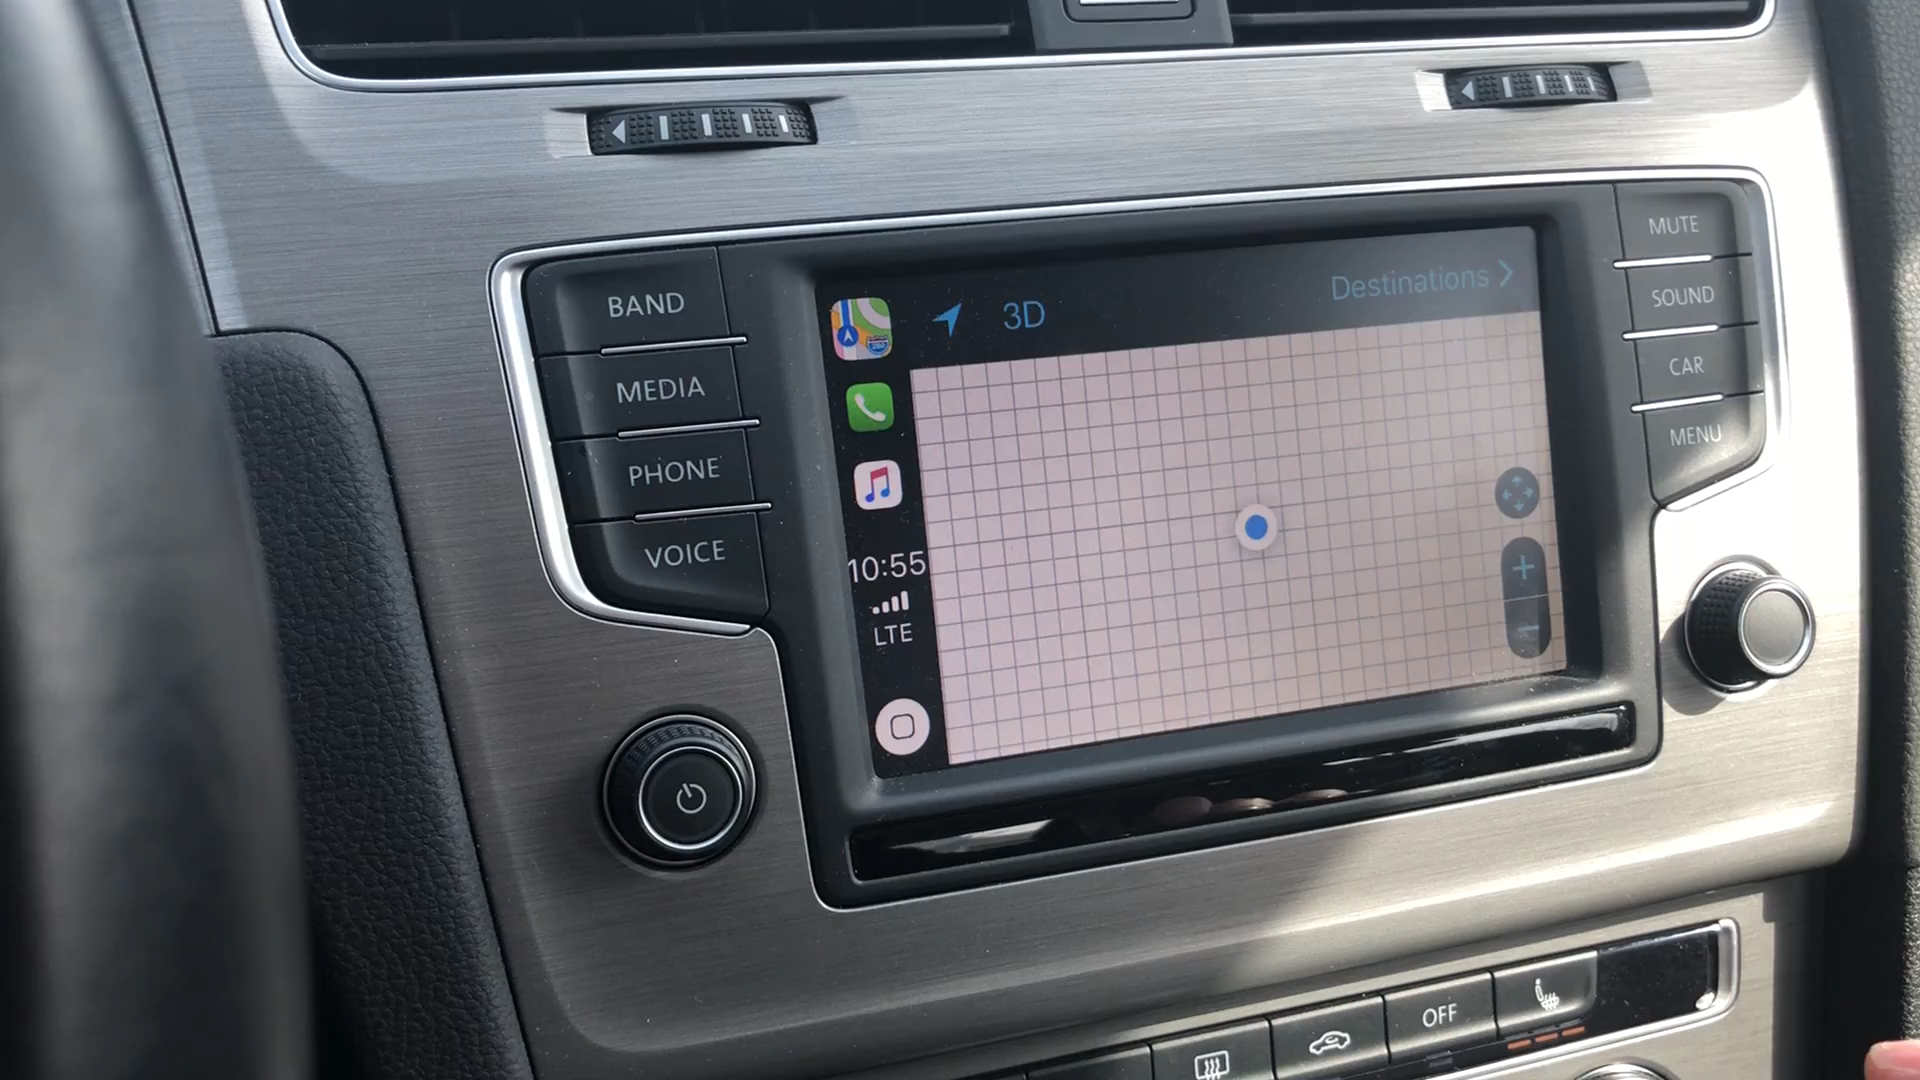 BAND
MEDIA
PHONE
VOICE
3D
Destinations
10:55
LTE
MUTE
SOUND
CAR
MENU
OFF